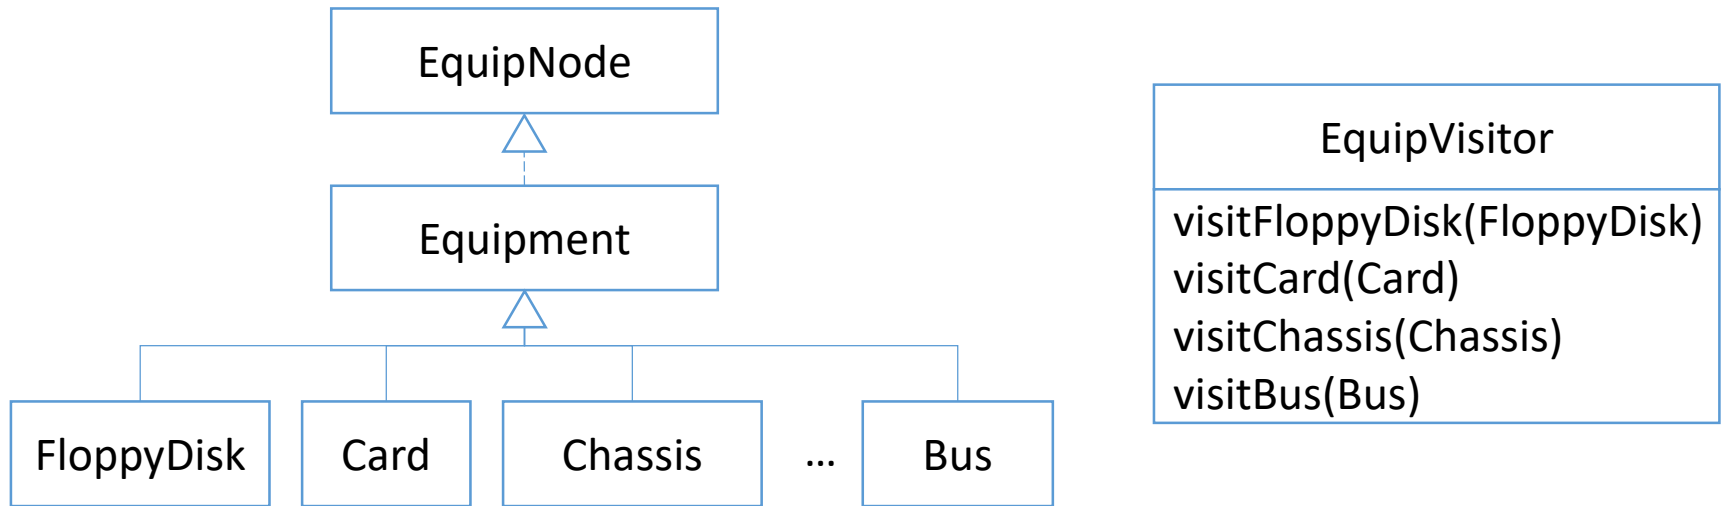 EquipNode
Equipment
FloppyDisk
Card
Chassis
...
Bus
EquipVisitor
visitFloppyDisk(FloppyDisk)
visitCard(Card)
visitChassis(Chassis)
visitBus(Bus)